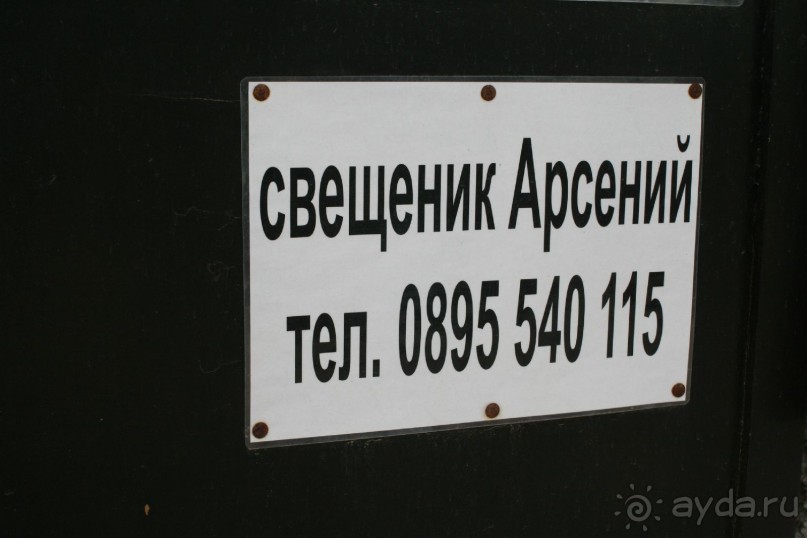 свещеник Арсений
тел. 0895 540 115
ayda.ru